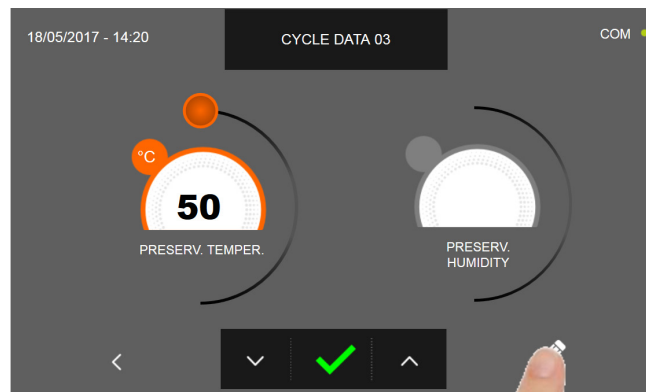 18/05/2017 - 14:20
CYCLE DATA 03
COM
°C
50
PRESERV. TEMPER.
PRESERV.
HUMIDITY